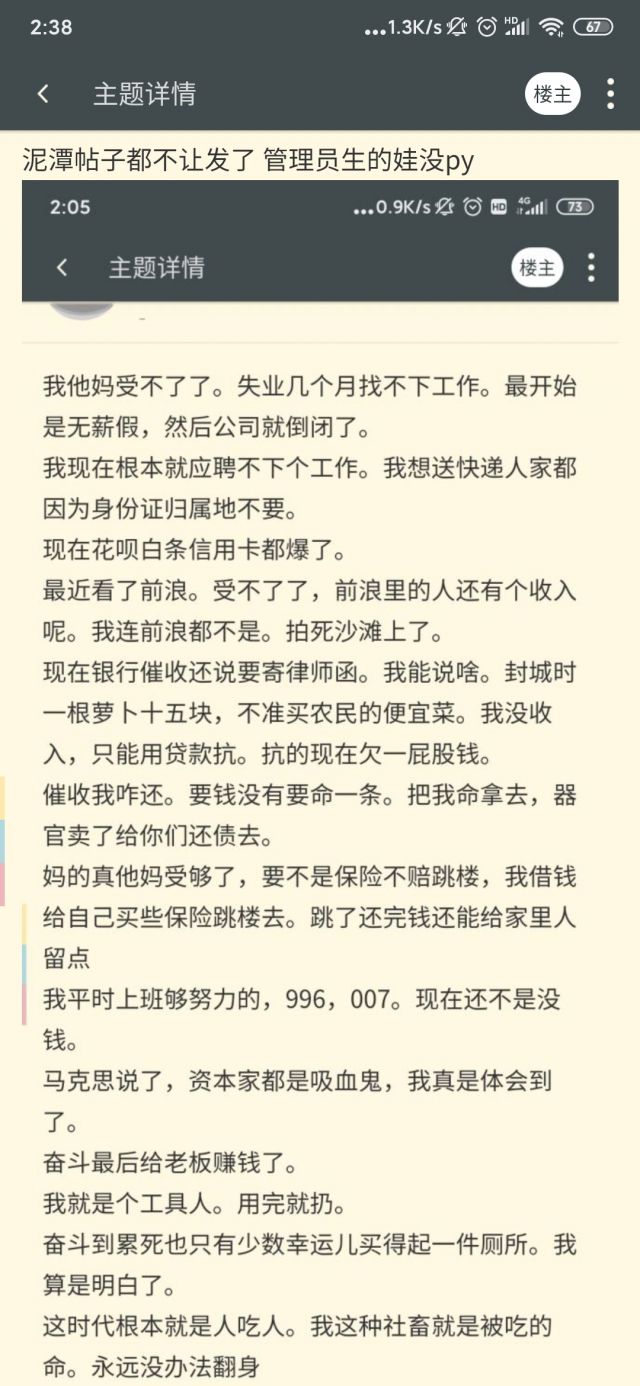 2:38
...1.3K/s HD 67
主题详情
楼主
泥潭帖子都不让发了 管理员生的娃没py
2:05
...0.9K/s HD 4G 73
主题详情
楼主
我他妈受不了了。失业几个月找不下工作。最开始
是无薪假，然后公司就倒闭了。
我现在根本就应聘不下个工作。我想送快递人家都
因为身份证归属地不要。
现在花呗白条信用卡都爆了。
最近看了前浪。受不了了，前浪里的人还有个收入
呢。我连前浪都不是。拍死沙滩上了。
现在银行催收还说要寄律师函。我能说啥。封城时
一根萝卜十五块，不准买农民的便宜菜。我没收
入，只能用贷款抗。抗的现在欠一屁股钱。
催收我咋还。要钱没有要命一条。把我命拿去，器
官卖了给你们还债去。
妈的真他妈受够了，要不是保险不赔跳楼，我借钱
给自己买些保险跳楼去。跳了还完钱还能给家里人
留点
我平时上班够努力的，996，007。现在还不是没
钱。
马克思说了，资本家都是吸血鬼，我真是体会到
了。
奋斗最后给老板赚钱了。
我就是个工具人。用完就扔。
奋斗到累死也只有少数幸运儿买得起一件厕所。我
算是明白了。
这时代根本就是人吃人。我这种社畜就是被吃的
命。永远没办法翻身